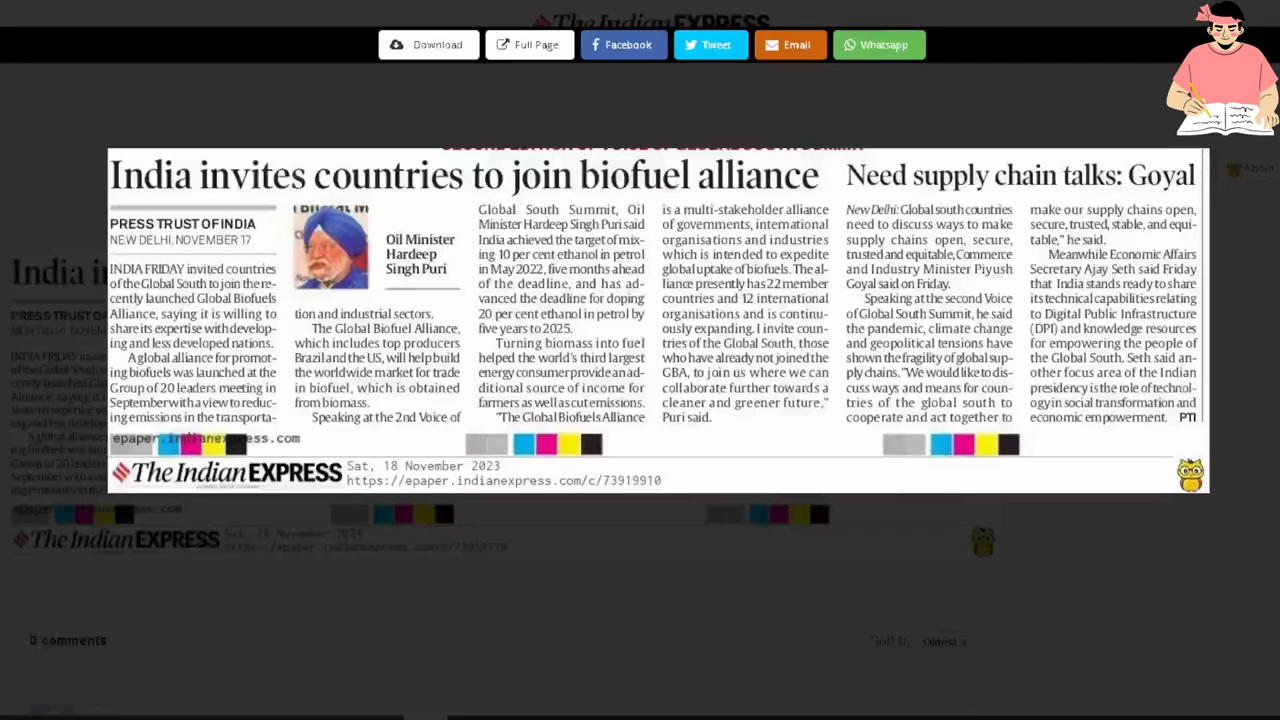 The Indian EXPRESS
Download
Full Page
Facebook
Tweet
Email
Whatsapp
India invites countries to join biofuel alliance
PRESS TRUST OF INDIA
NEW DELHI, NOVEMBER 17
INDIA FRIDAY invited countries
of the Global South to join the re-
cently launched Global Biofuels
Alliance, saying it is willing to
share its expertise with develop-
ing and less developed nations.
A global alliance for promot-
ing biofuels was launched at the
Group of 20 leaders meeting in
September with a view to reduc-
ing emissions in the transporta-
Oil Minister
Hardeep
Singh Puri
tion and industrial sectors.
The Global Biofuel Alliance,
which includes top producers
Brazil and the US, will help build
the worldwide market for trade
in biofuel, which is obtained
from biomass.
Speaking at the 2nd Voice of
Global South Summit, Oil
Minister Hardeep Singh Puri said
India achieved the target of mix-
ing 10 per cent ethanol in petrol
in May 2022, five months ahead
of the deadline, and has ad-
vanced the deadline for doping
20 per cent ethanol in petrol by
five years to 2025.
Turning biomass into fuel
helped the world's third largest
energy consumer provide an ad-
ditional source of income for
farmers as well as cut emissions.
"The Global Biofuels Alliance
is a multi-stakeholder alliance
of governments, international
organisations and industries
which is intended to expedite
global uptake of biofuels. The al-
liance presently has 22 member
countries and 12 international
organisations and is continu-
ously expanding. I invite coun-
tries of the Global South, those
who have already not joined the
GBA, to join us where we can
collaborate further towards a
cleaner and greener future,"
Puri said.
Need supply chain talks: Goyal
New Delhi: Global south countries
need to discuss ways to make
supply chains open, secure,
trusted and equitable, Commerce
and Industry Minister Piyush
Goyal said on Friday.
Speaking at the second Voice
of Global South Summit, he said
the pandemic, climate change
and geopolitical tensions have
shown the fragility of global sup-
ply chains. "We would like to dis-
cuss ways and means for coun-
tries of the global south to
cooperate and act together to
make our supply chains open,
secure, trusted, stable, and equi-
table," he said.
Meanwhile Economic Affairs
Secretary Ajay Seth said Friday
that India stands ready to share
its technical capabilities relating
to Digital Public Infrastructure
(DPI) and knowledge resources
for empowering the people of
the Global South. Seth said an-
other focus area of the Indian
presidency is the role of technol-
ogy in social transformation and
economic empowerment. PTI
epaper.indianexpress.com
The Indian EXPRESS
Sat, 18 November 2023
https://epaper.indianexpress.com/c/73919910
The Indian EXPRESS
0 comments
Sort by Oldest